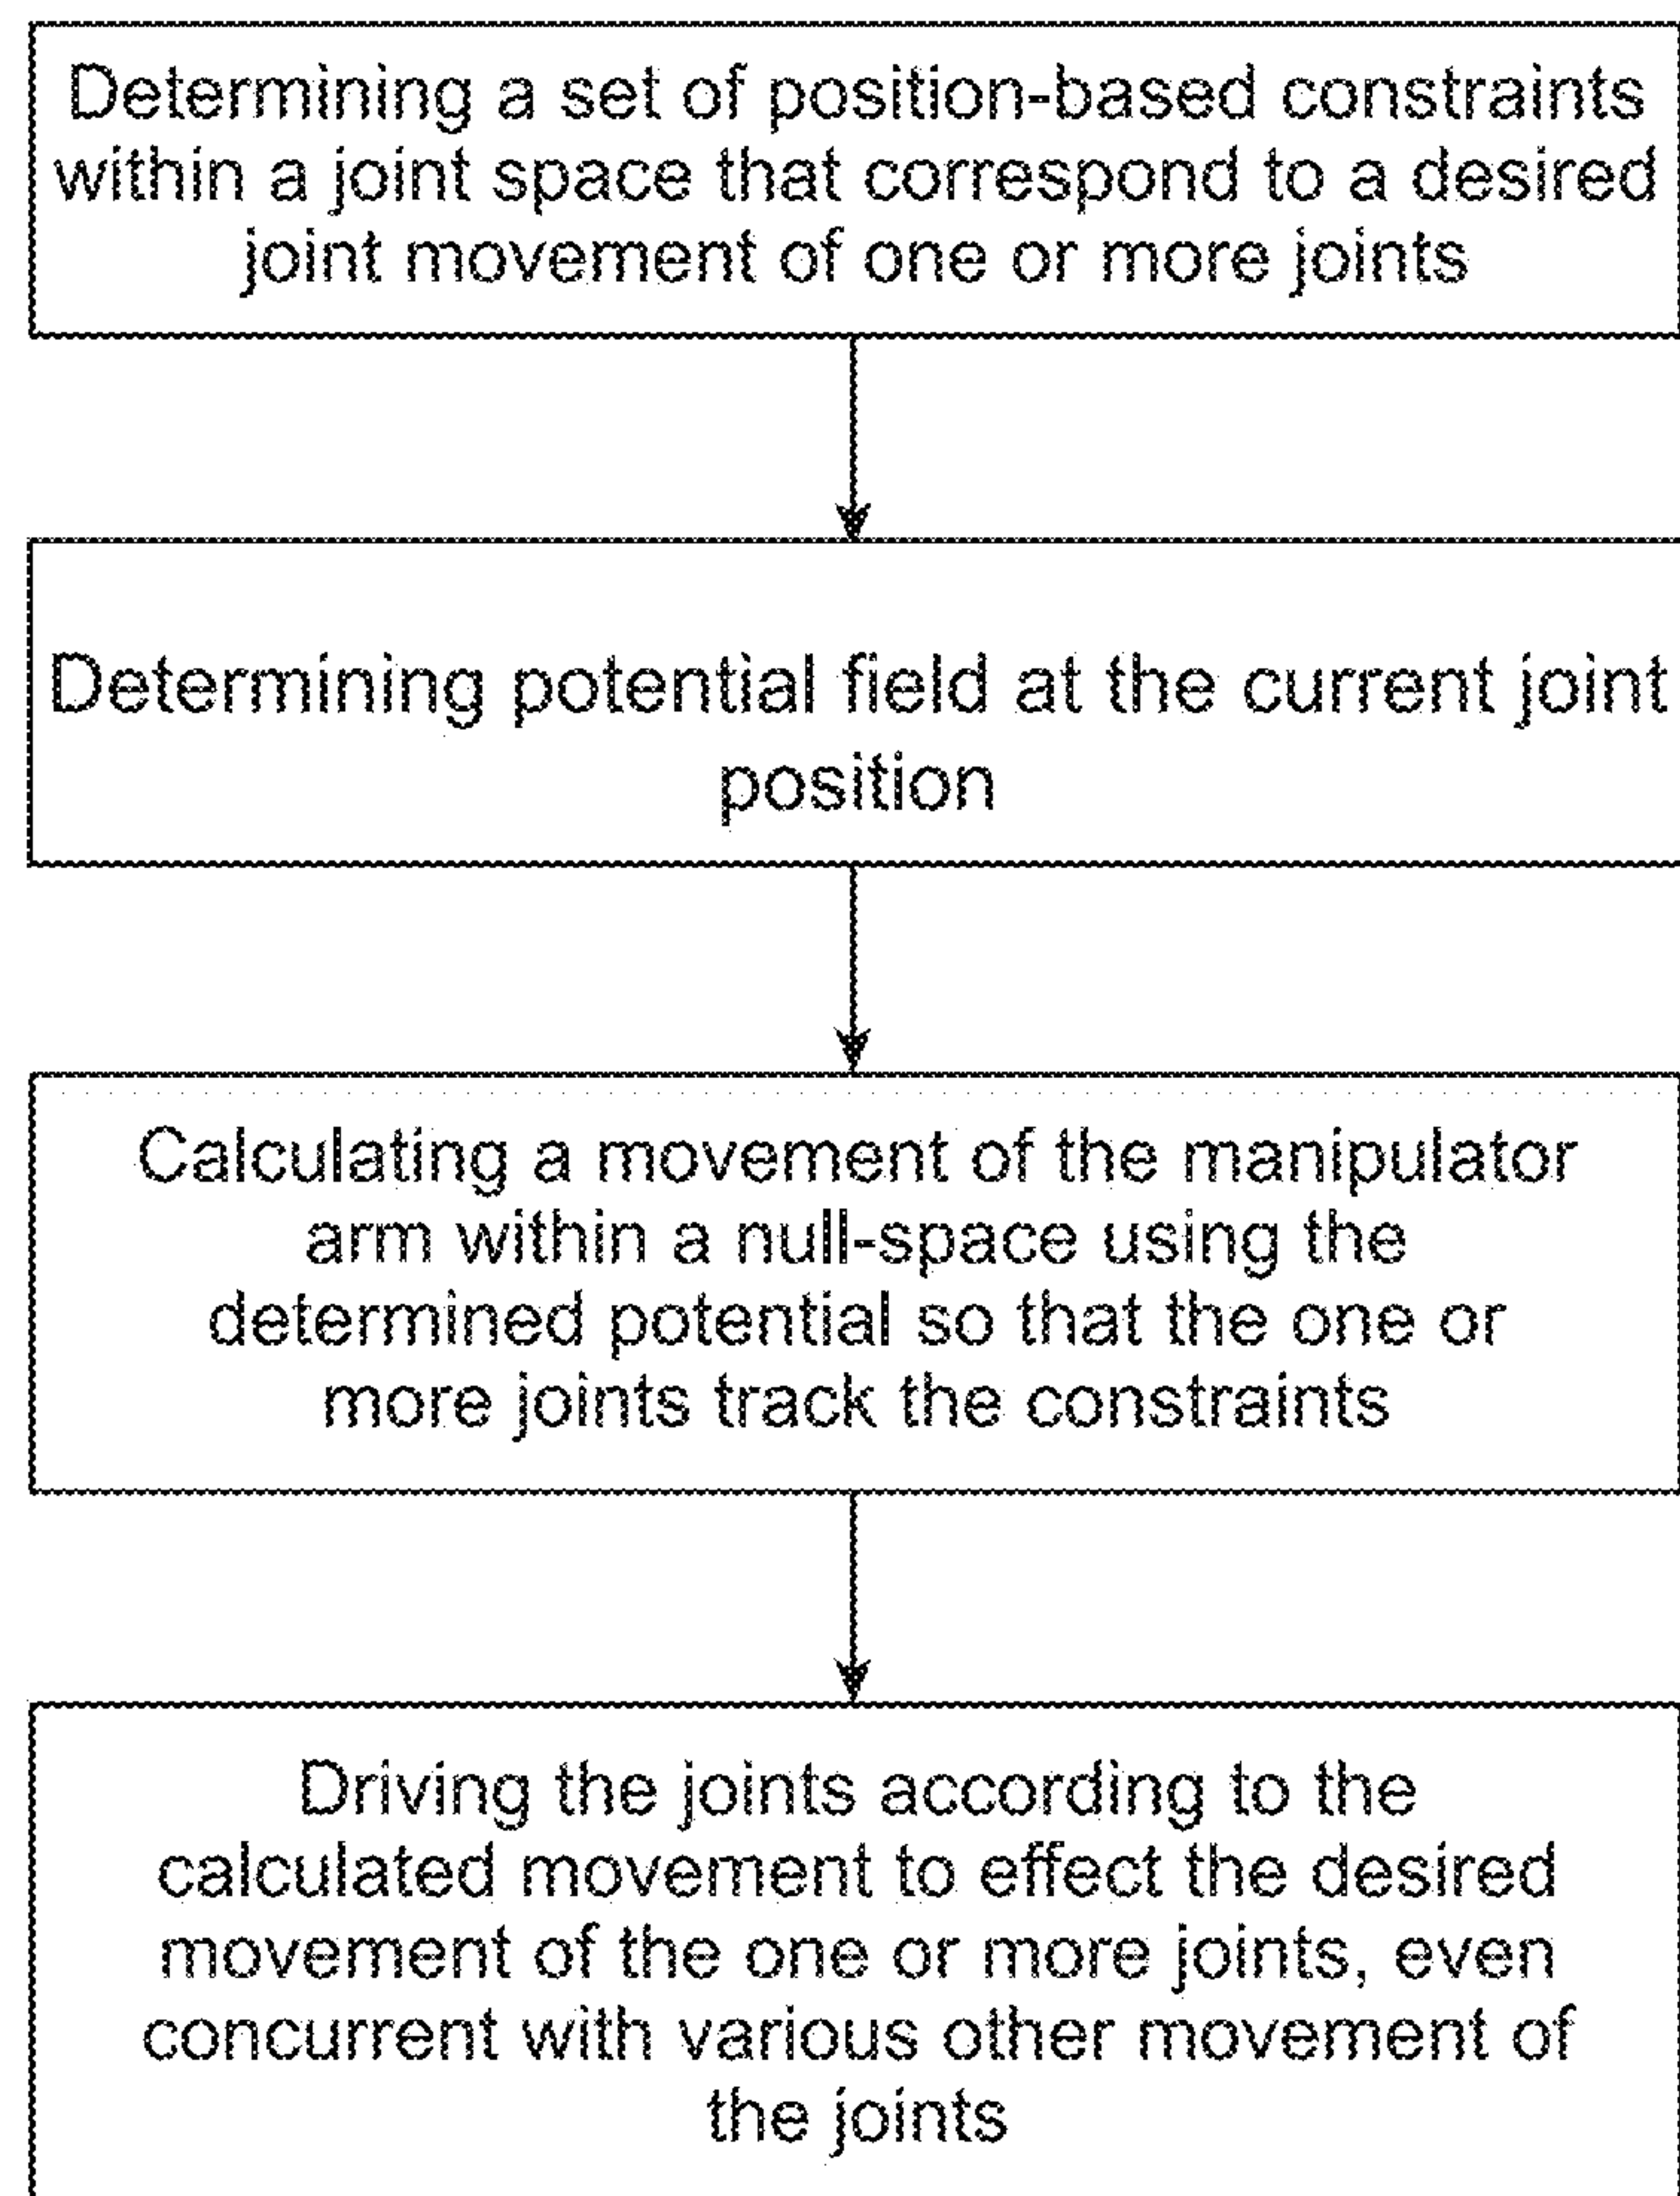 Determining a set of position-based constraints
within a joint space that correspond to a desired
joint movement of one or more joints
Determining potential field at the current joint
position
Calculating a movement of the manipulator
arm within a null-space using the
determined potential so that the one or
more joints track the constraints
Driving the joints according to the
calculated movement to effect the desired
movement of the one or more joints, even
concurrent with various other movement of
the joints